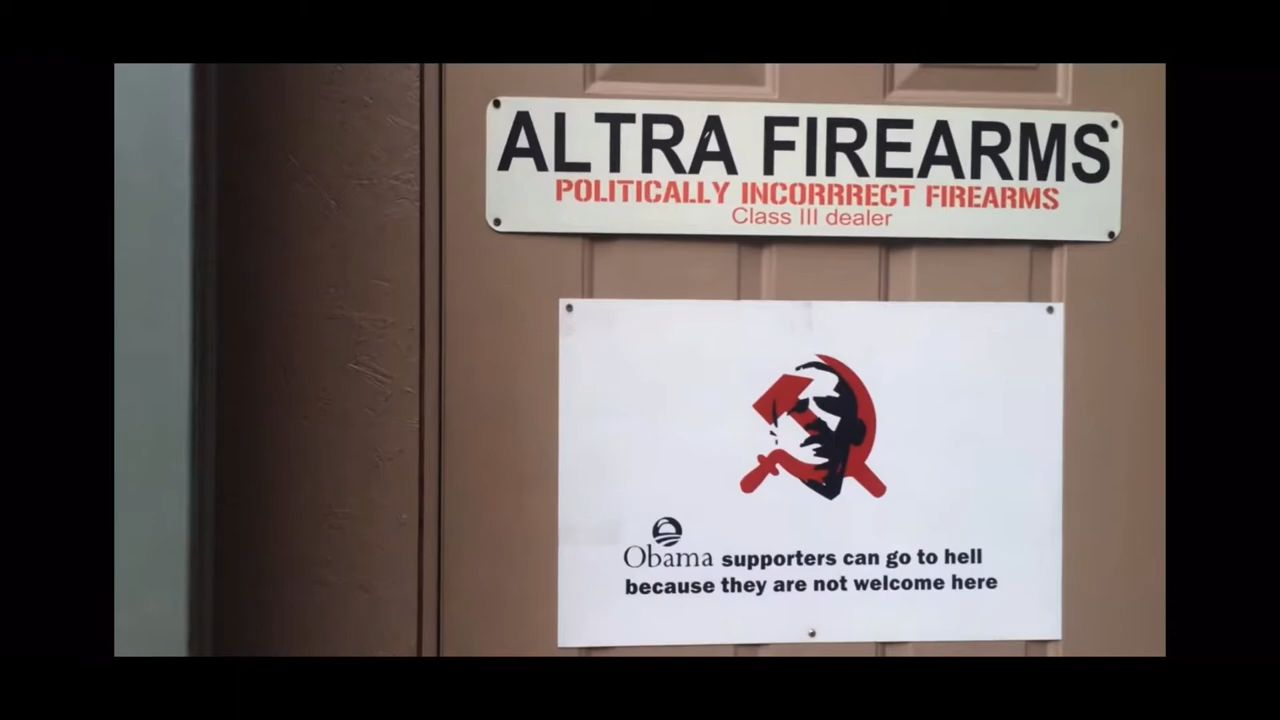 ALTRA FIREARMS
POLITICALLY INCORRRECT FIREARMS
Class III dealer
Obama supporters can go to hell
because they are not welcome here